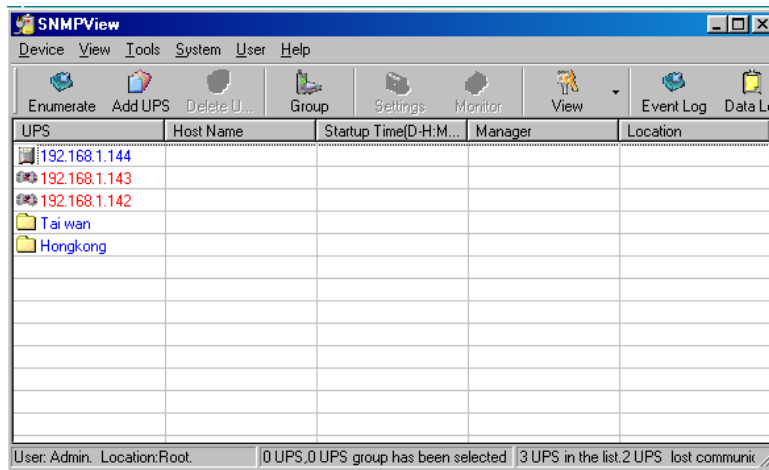 SNMPView
Device View Tools System User Help
Enumerate Add UPS Delete U... Group Settings Monitor View Event Log Data L
UPS Host Name Startup Time(D-H:M... Manager Location
192.168.1.144
192.168.1.143
192.168.1.142
Tai wan
Hongkong
User: Admin. Location:Root. 0 UPS,0 UPS group has been selected 3 UPS in the list.2 UPS lost communic